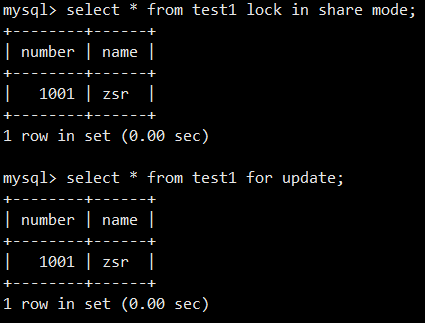 mysql> select * from test1 lock in share mode;
+--------+------+
| number | name |
+--------+------+
|   1001 | zsr  |
+--------+------+
1 row in set (0.00 sec)

mysql> select * from test1 for update;
+--------+------+
| number | name |
+--------+------+
|   1001 | zsr  |
+--------+------+
1 row in set (0.00 sec)